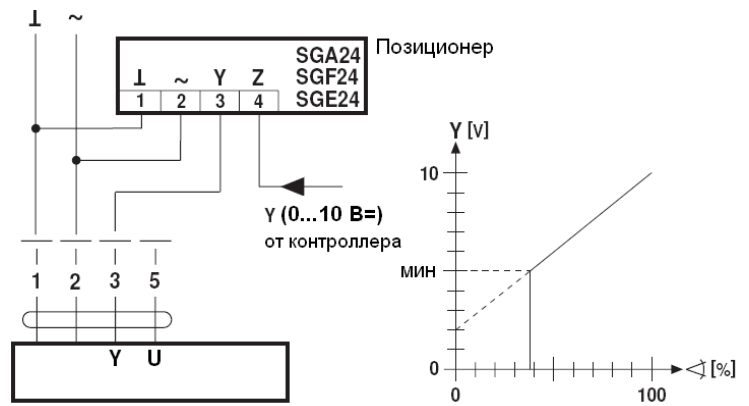 ⊥ ~
Позиционер
SGA24
SGF24
SGE24
⊥ ~ Y Z
1 2 3 4
Y (0...10 В=)
от контроллера
1 2 3 5
Y U
Y [V]
10
мин
0
0 100
[%]